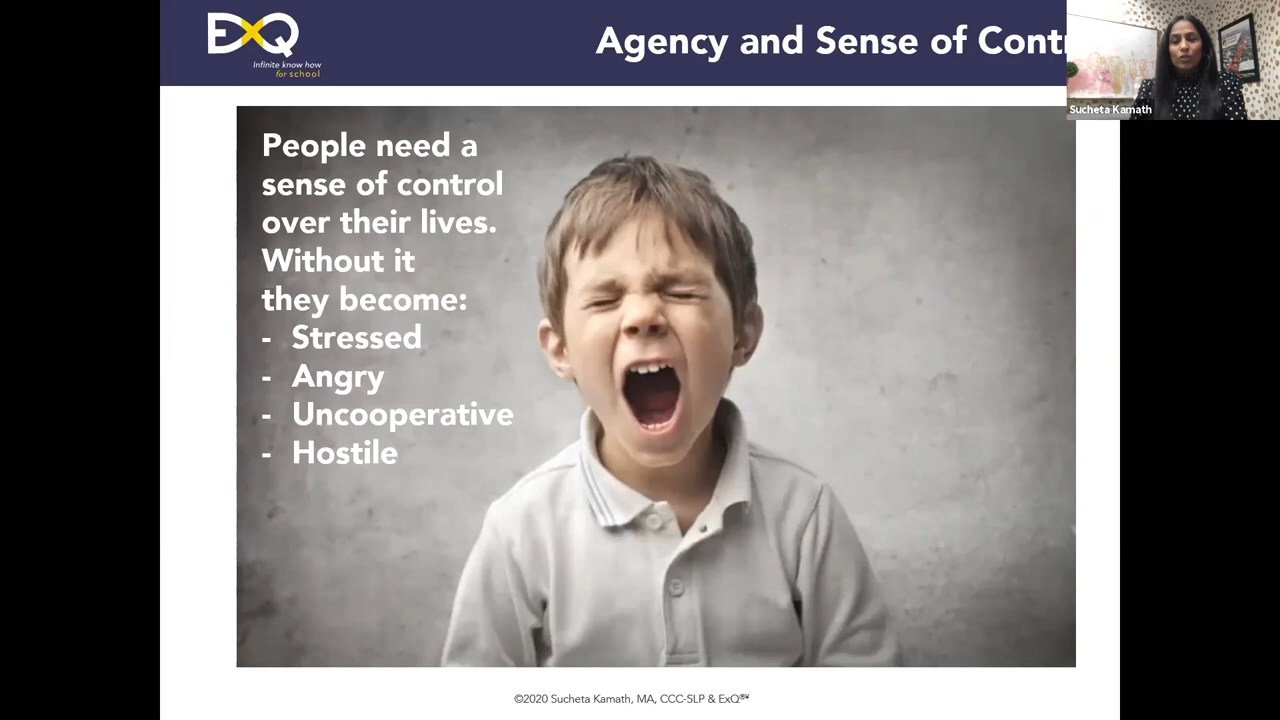 ExQ
Infinite know how
for school
Agency and Sense of Cont
Sucheta Kamath
People need a
sense of control
over their lives.
Without it
they become:
- Stressed
- Angry
- Uncooperative
- Hostile
©2020 Sucheta Kamath, MA, CCC-SLP & ExQ